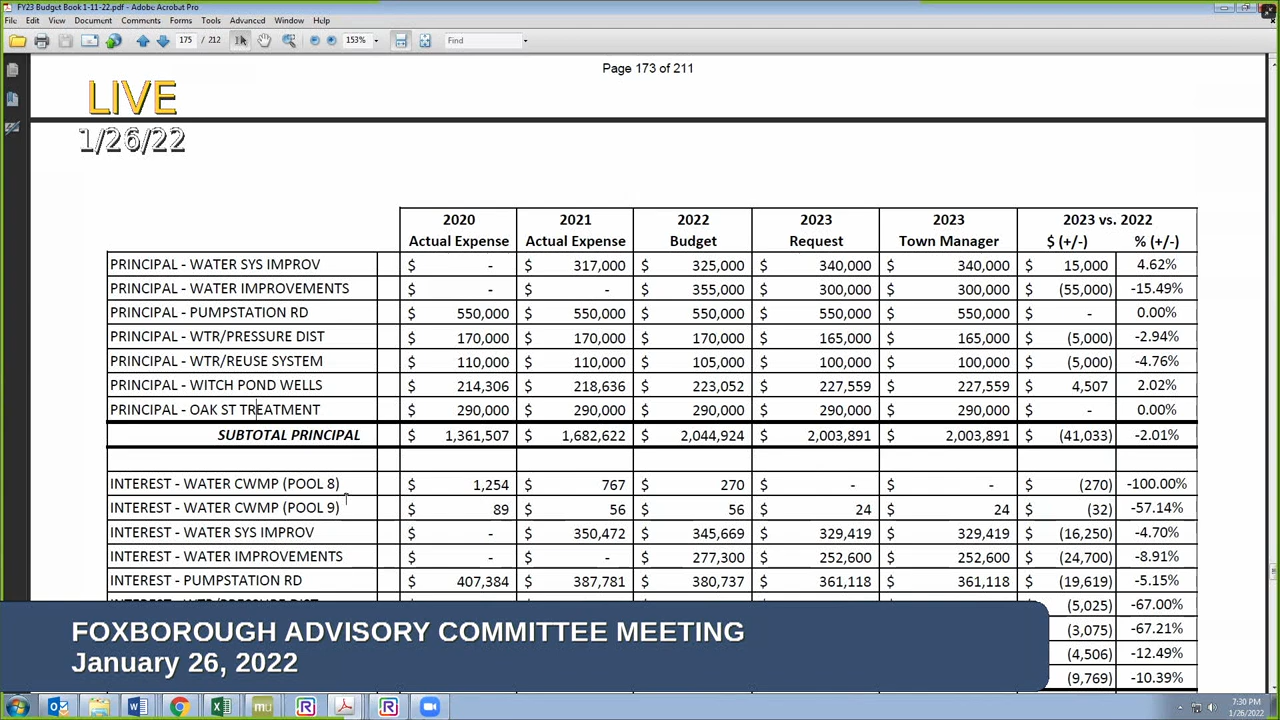 FY23 Budget Book 1-11-22.pdf - Adobe Acrobat Pro
File Edit View Document Comments Forms Tools Advanced Window Help
175 / 212 153% Find
Page 173 of 211
LIVE
1/26/22
2020 2021 2022 2023 2023 2023 vs. 2022
Actual Expense Actual Expense Budget Request Town Manager $ (+/-) % (+/-)
PRINCIPAL - WATER SYS IMPROV $ - $ 317,000 $ 325,000 $ 340,000 $ 340,000 $ 15,000 4.62%
PRINCIPAL - WATER IMPROVEMENTS $ - $ - $ 355,000 $ 300,000 $ 300,000 $ (55,000) -15.49%
PRINCIPAL - PUMPSTATION RD $ 550,000 $ 550,000 $ 550,000 $ 550,000 $ 550,000 $ - 0.00%
PRINCIPAL - WTR/PRESSURE DIST $ 170,000 $ 170,000 $ 170,000 $ 165,000 $ 165,000 $ (5,000) -2.94%
PRINCIPAL - WTR/REUSE SYSTEM $ 110,000 $ 110,000 $ 105,000 $ 100,000 $ 100,000 $ (5,000) -4.76%
PRINCIPAL - WITCH POND WELLS $ 214,306 $ 218,636 $ 223,052 $ 227,559 $ 227,559 $ 4,507 2.02%
PRINCIPAL - OAK ST TREATMENT $ 290,000 $ 290,000 $ 290,000 $ 290,000 $ 290,000 $ - 0.00%
SUBTOTAL PRINCIPAL $ 1,361,507 $ 1,682,622 $ 2,044,924 $ 2,003,891 $ 2,003,891 $ (41,033) -2.01%
INTEREST - WATER CWMP (POOL 8) $ 1,254 $ 767 $ 270 $ - $ - $ (270) -100.00%
INTEREST - WATER CWMP (POOL 9) $ 89 $ 56 $ 56 $ 24 $ 24 $ (32) -57.14%
INTEREST - WATER SYS IMPROV $ - $ 350,472 $ 345,669 $ 329,419 $ 329,419 $ (16,250) -4.70%
INTEREST - WATER IMPROVEMENTS $ - $ - $ 277,300 $ 252,600 $ 252,600 $ (24,700) -8.91%
INTEREST - PUMPSTATION RD $ 407,384 $ 387,781 $ 380,737 $ 361,118 $ 361,118 $ (19,619) -5.15%
(5,025) -67.00%
(3,075) -67.21%
(4,506) -12.49%
(9,769) -10.39%
FOXBOROUGH ADVISORY COMMITTEE MEETING
January 26, 2022
7:30 PM
1/26/2022